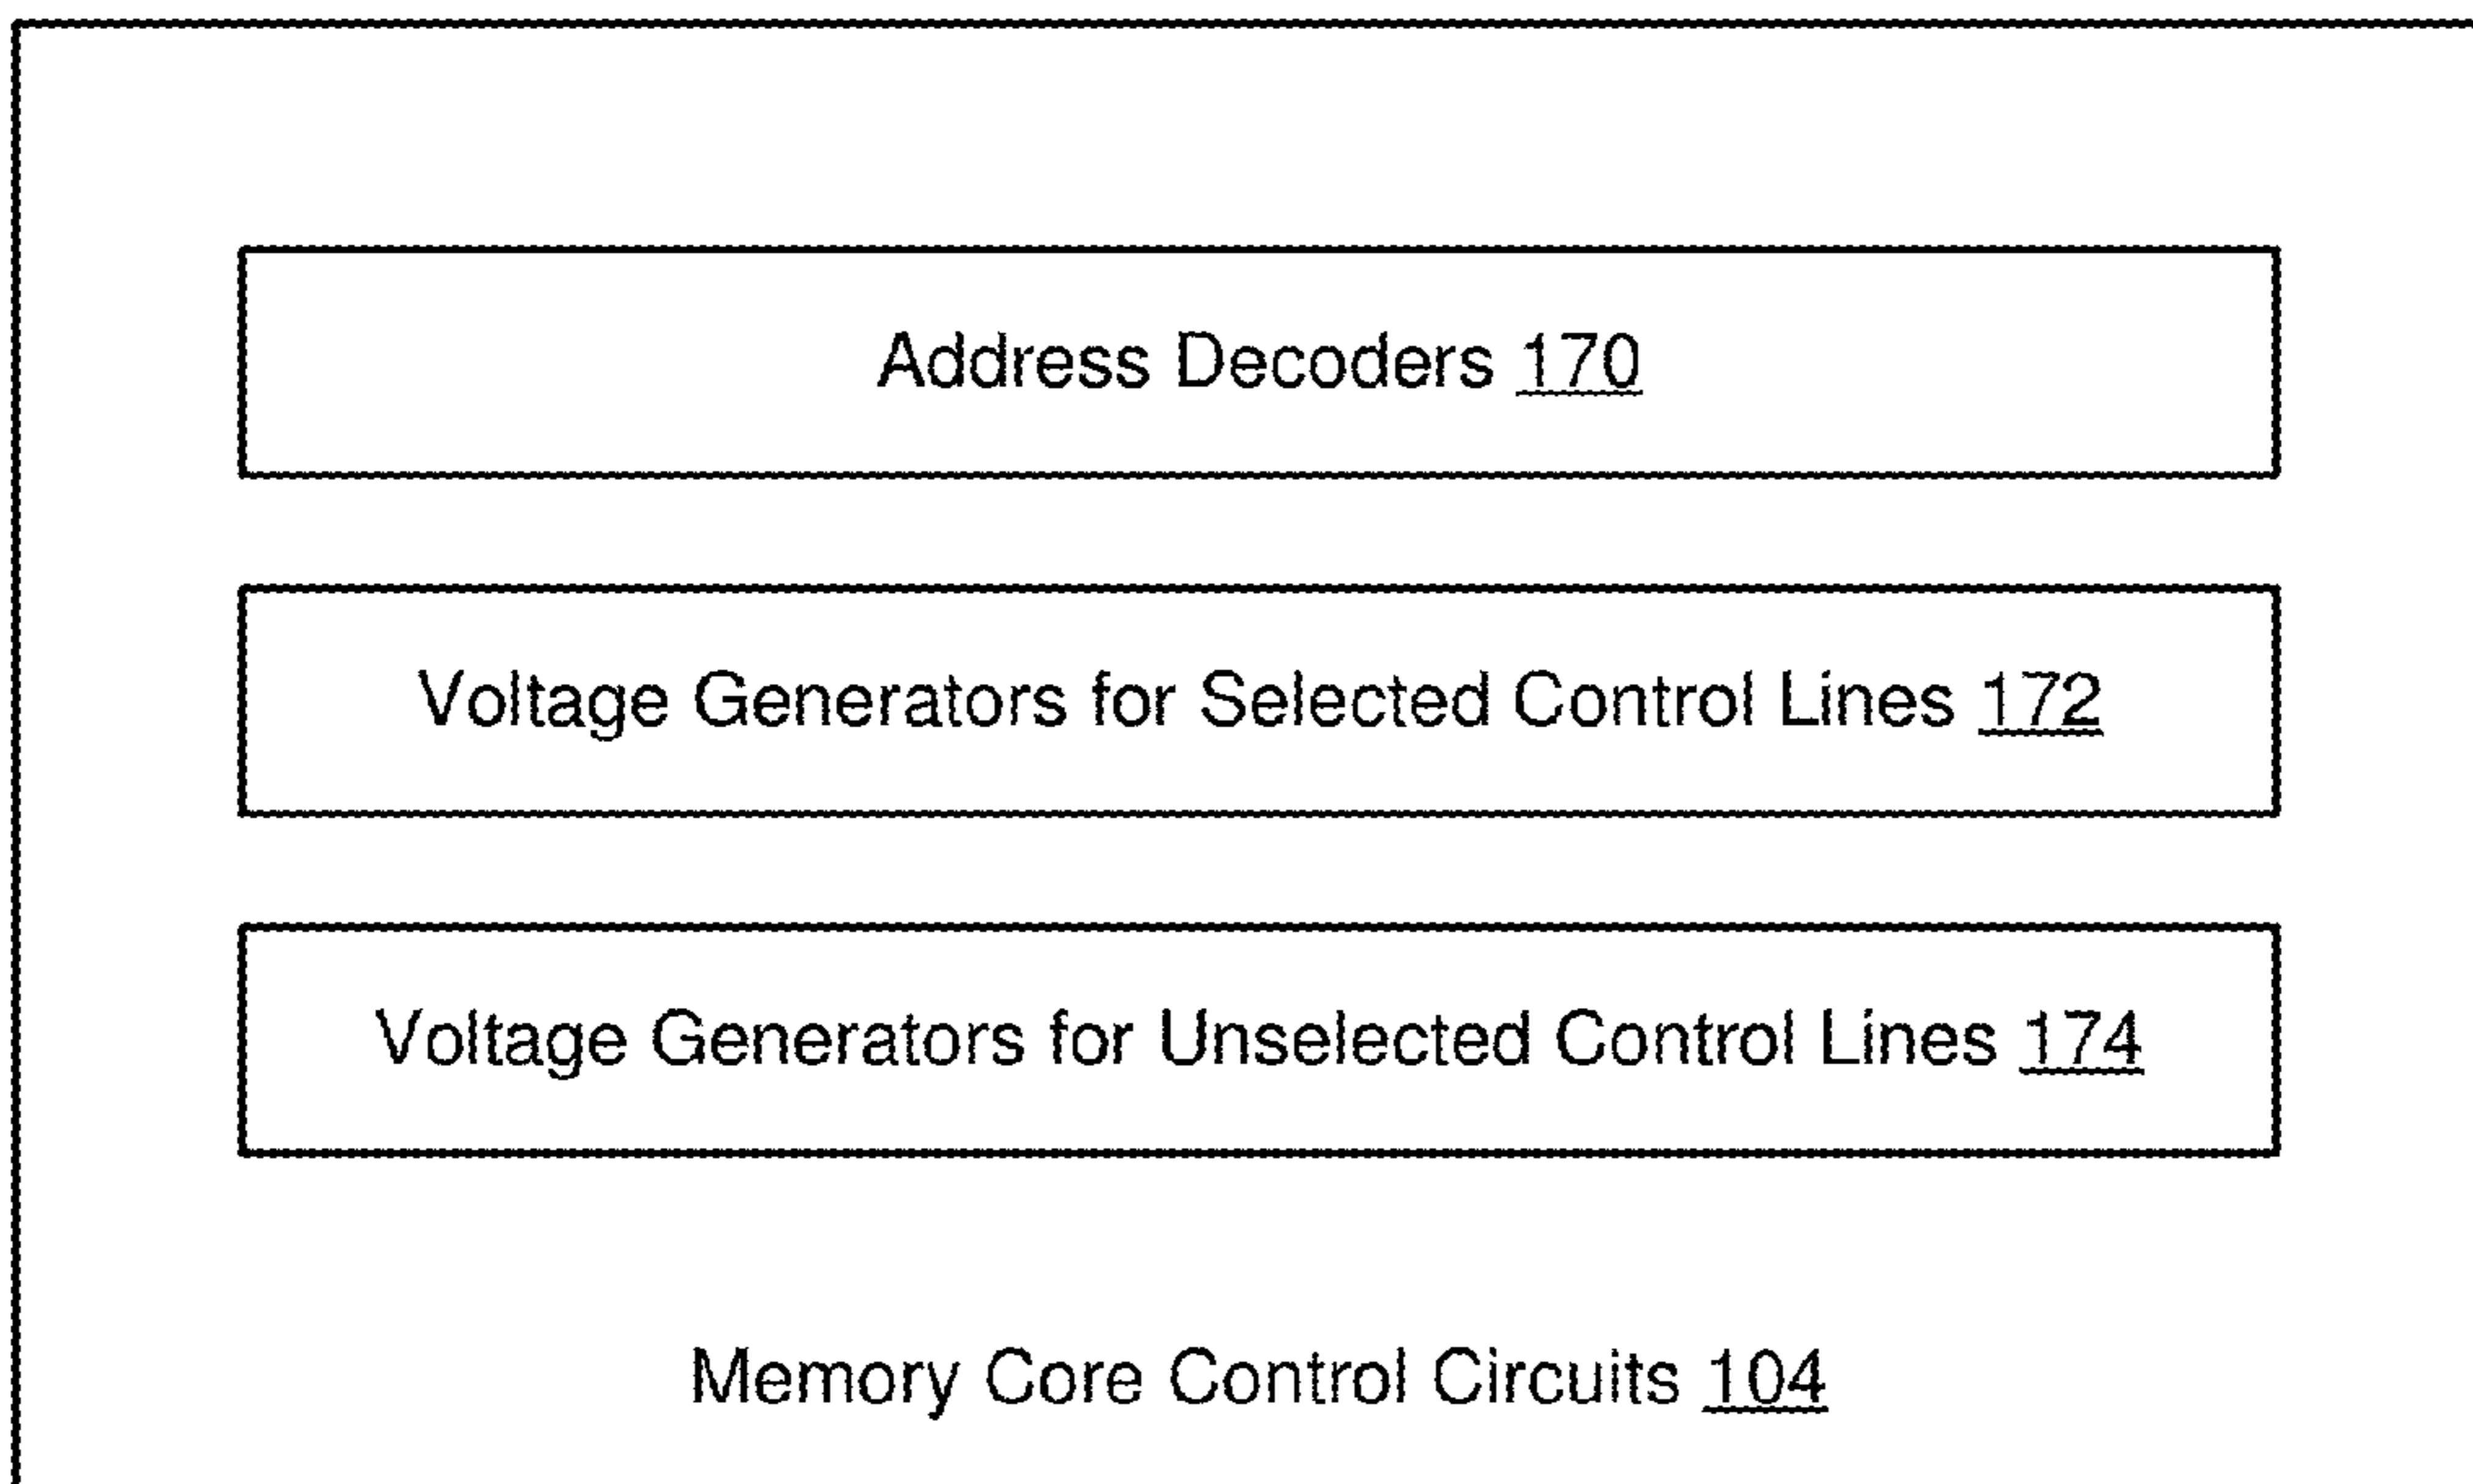 Address Decoders 170
Voltage Generators for Selected Control Lines 172
Voltage Generators for Unselected Control Lines 174
Memory Core Control Circuits 104